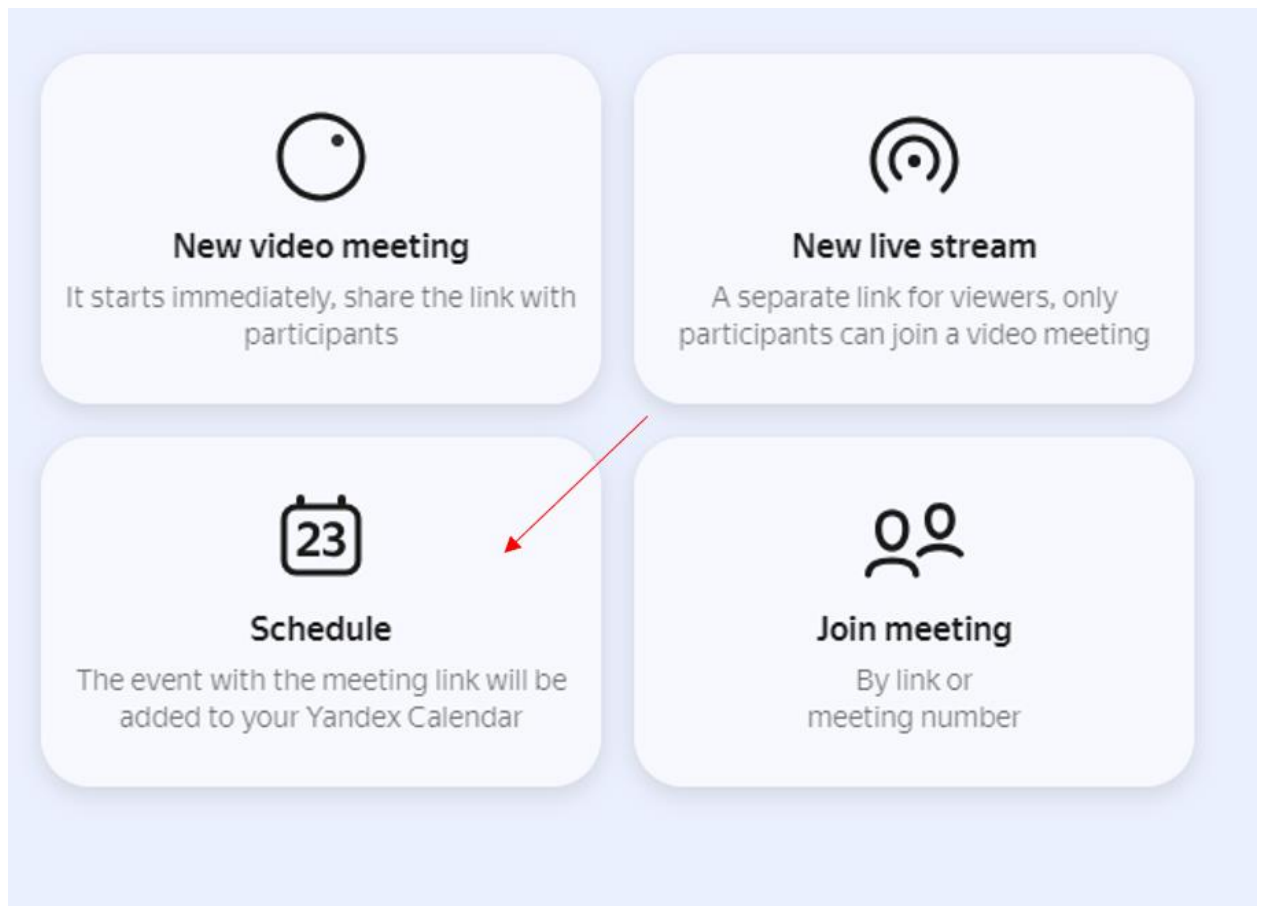 New video meeting
It starts immediately, share the link with
participants
New live stream
A separate link for viewers, only
participants can join a video meeting
23
Schedule
The event with the meeting link will be
added to your Yandex Calendar
Join meeting
By link or
meeting number